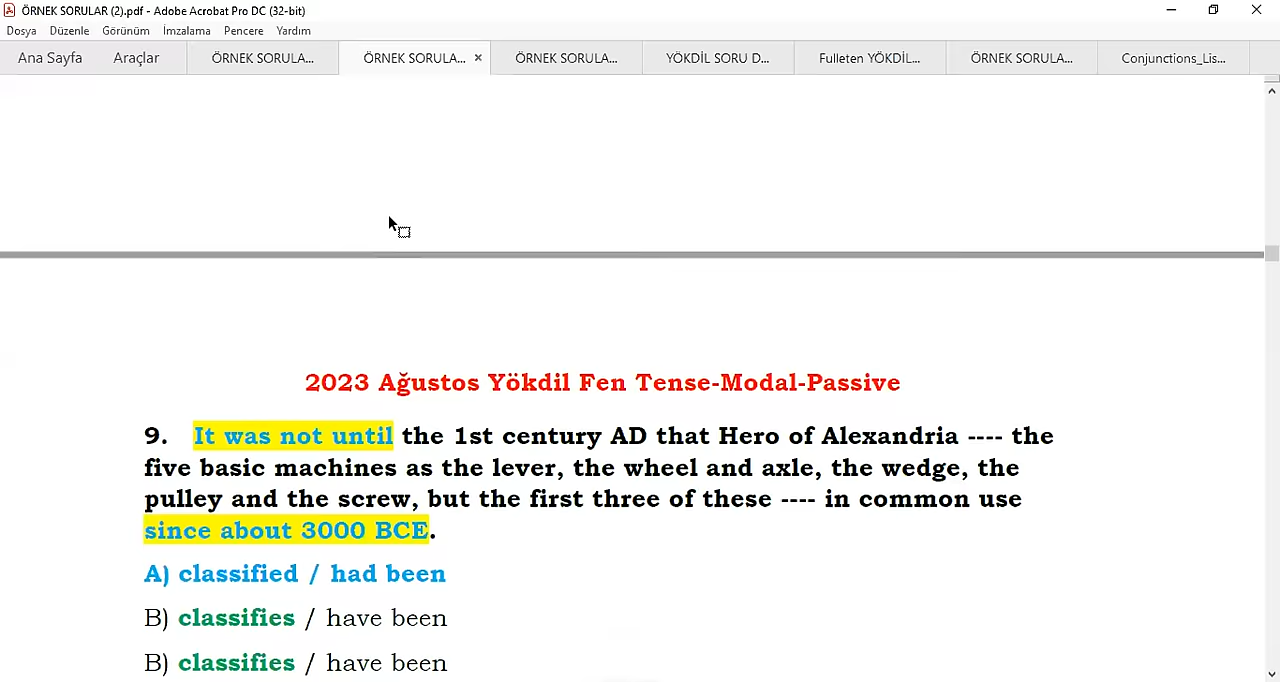 ÖRNEK SORULAR (2).pdf - Adobe Acrobat Pro DC (32-bit)
Dosya Düzenle Görünüm İmzalama Pencere Yardım
Ana Sayfa Araçlar ÖRNEK SORULA... ÖRNEK SORULA... × ÖRNEK SORULA... YÖKDİL SORU D... Fulleten YÖKDİL... ÖRNEK SORULA... Conjunctions_Lis...
2023 Ağustos Yökdil Fen Tense-Modal-Passive
9. It was not until the 1st century AD that Hero of Alexandria ---- the
five basic machines as the lever, the wheel and axle, the wedge, the
pulley and the screw, but the first three of these ---- in common use
since about 3000 BCE.
A) classified / had been
B) classifies / have been
B) classifies / have been